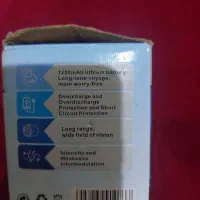 1200mAh lithium battery
Long-term voyage,
more worry-free
Overcharge and
Overdischarge
Protection and Short
Circuit Protection
Long range,
wide field of vision
Intensity and
Weakness
Intermodulation